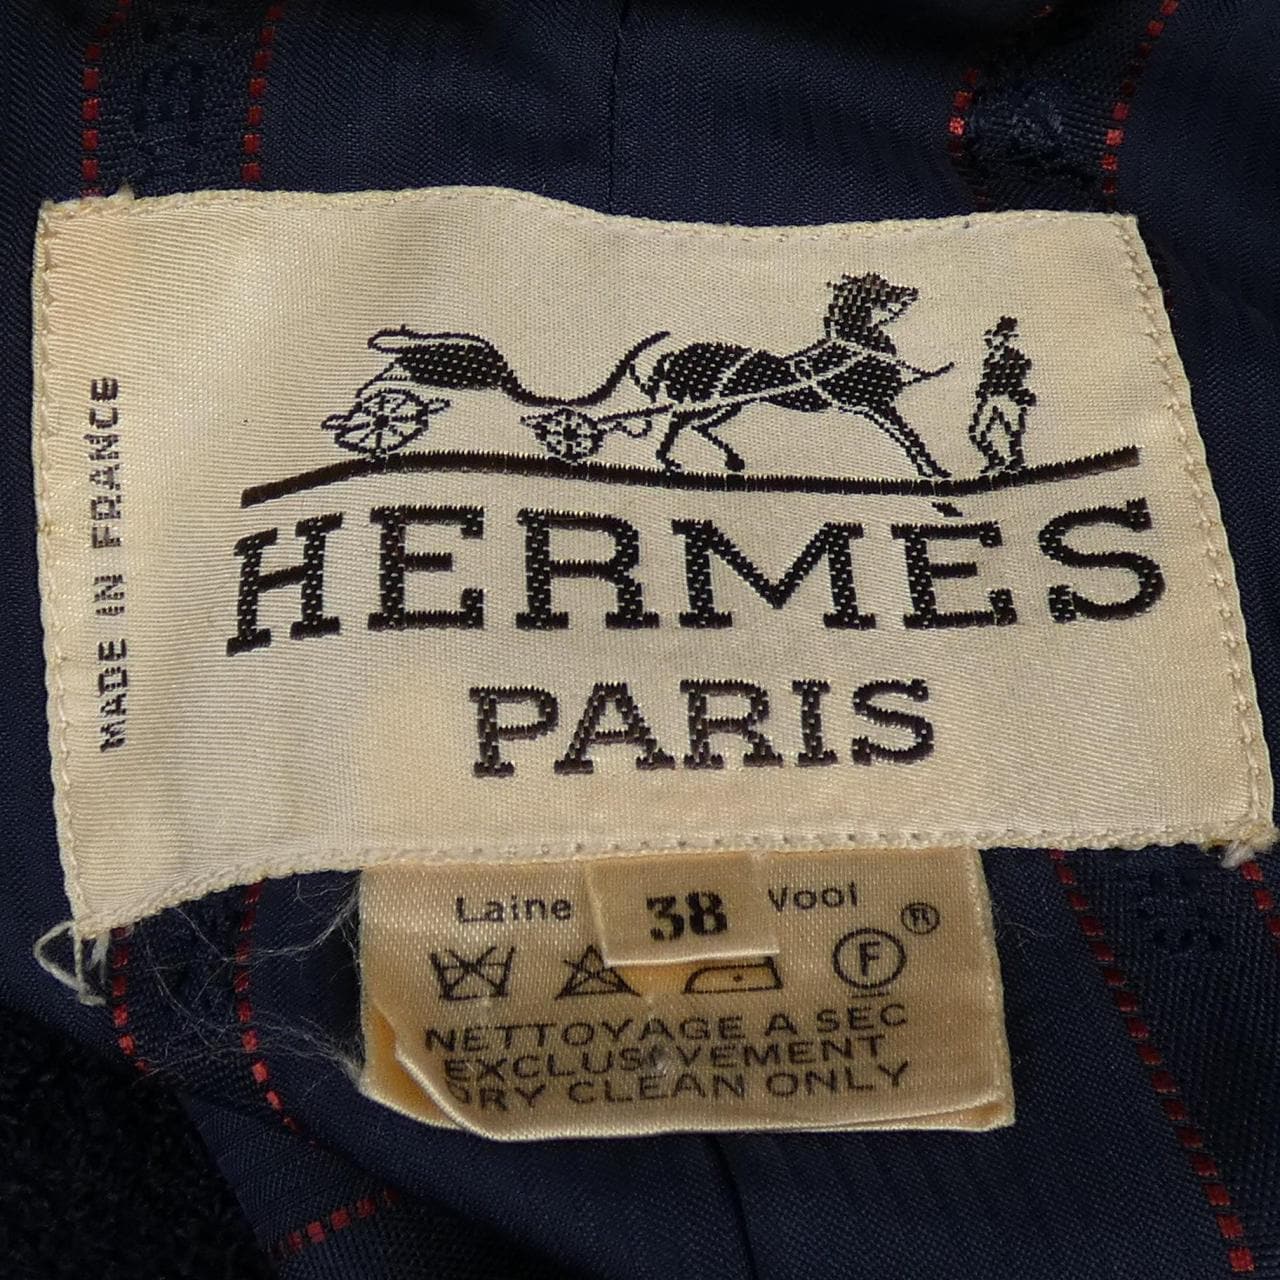 MADE IN FRANCE
HERMÈS
PARIS
Laine 38 Wool
F ®
NETTOYAGE A SEC
EXCLUSIVEMENT
DRY CLEAN ONLY